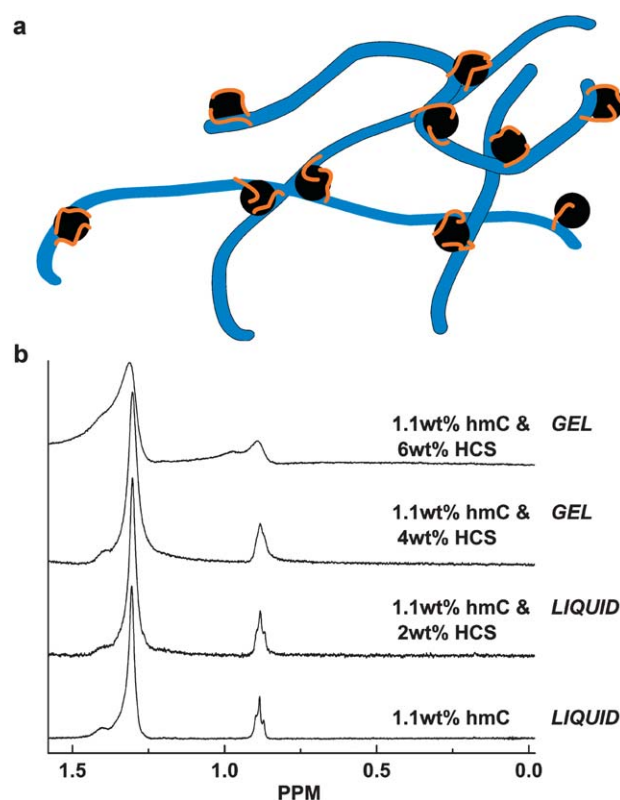 a
b
1.1wt% hmC & GEL
6wt% HCS
1.1wt% hmC & GEL
4wt% HCS
1.1wt% hmC & LIQUID
2wt% HCS
1.1wt% hmC LIQUID
1.5 1.0 0.5 0.0
PPM